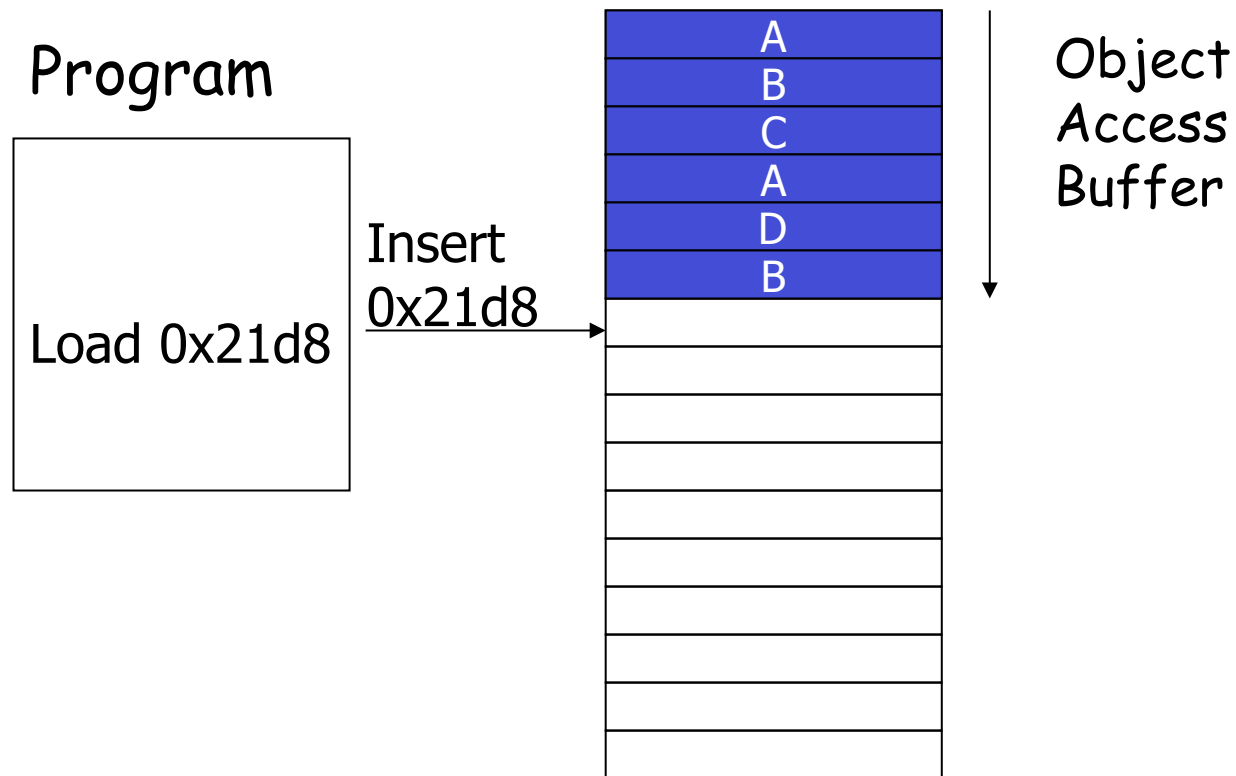 Program
Load 0x21d8
Insert
0x21d8
A
B
C
A
D
B
Object
Access
Buffer